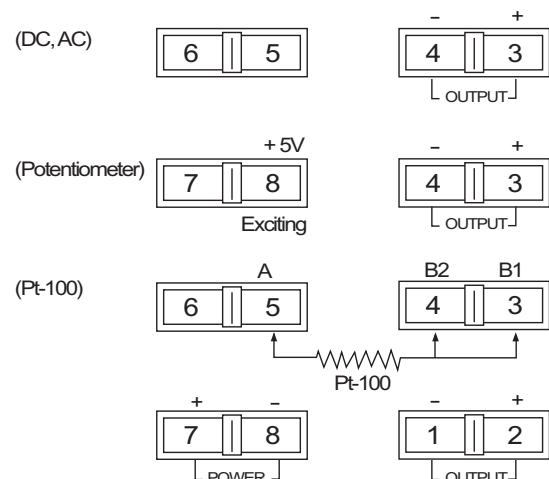 - +
(DC, AC) 6 5 4 3
OUTPUT
+ 5V - +
(Potentiometer) 7 8 4 3
Exciting OUTPUT
A B2 B1
(Pt-100) 6 5 4 3
Pt-100
+ - - +
7 8 1 2
POWER OUTPUT